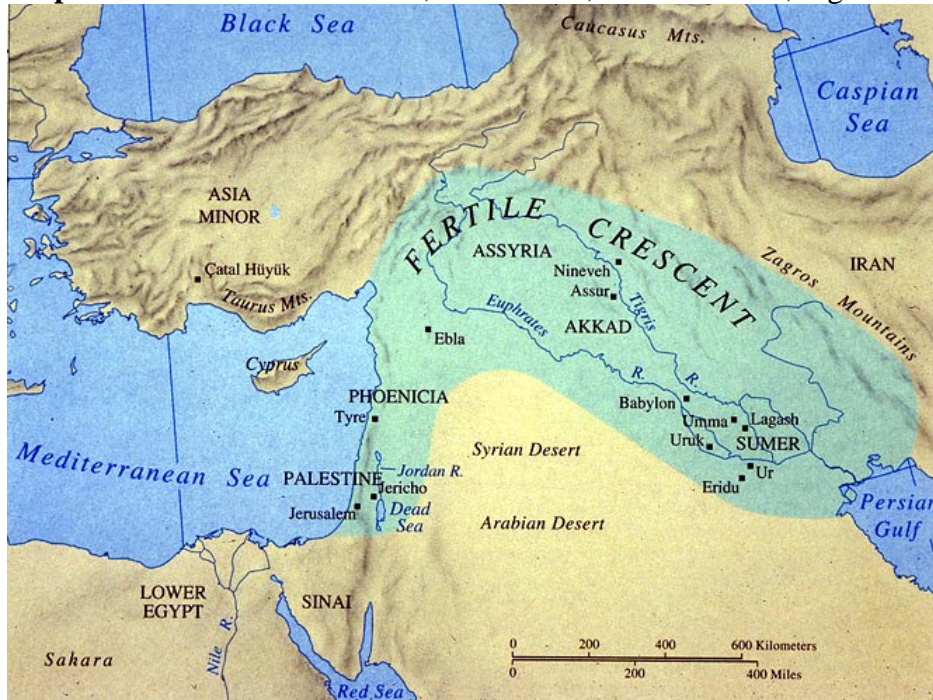 Black Sea
Caucasus Mts.
Caspian
Sea
ASIA
MINOR
FERTILE CRESCENT
ASSYRIA
Nineveh
Assur
Zagros Mountains
IRAN
Çatal Hüyük
Taurus Mts.
Euphrates R.
Tigris R.
AKKAD
Ebla
Cyprus
PHOENICIA
Tyre
Babylon
Umma
Lagash
Uruk
SUMER
Mediterranean Sea
Syrian Desert
PALESTINE
Jordan R.
Jericho
Ur
Eridu
Jerusalem
Dead
Sea
Arabian Desert
Persian
Gulf
LOWER
EGYPT
SINAI
Nile R.
Sahara
Red Sea
0 200 400 600 Kilometers
0 200 400 Miles